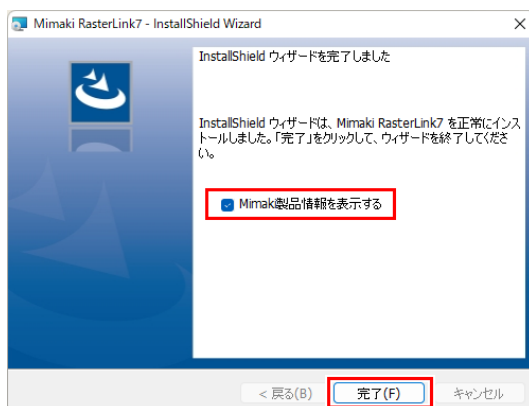 Mimaki RasterLink7 - InstallShield Wizard
InstallShield ウィザードを完了しました
InstallShield ウィザードは、Mimaki RasterLink7 を正常にインス
トールしました。「完了」をクリックして、ウィザードを終了してくださ
い。
Mimaki製品情報を表示する
< 戻る(B)
完了(F)
キャンセル